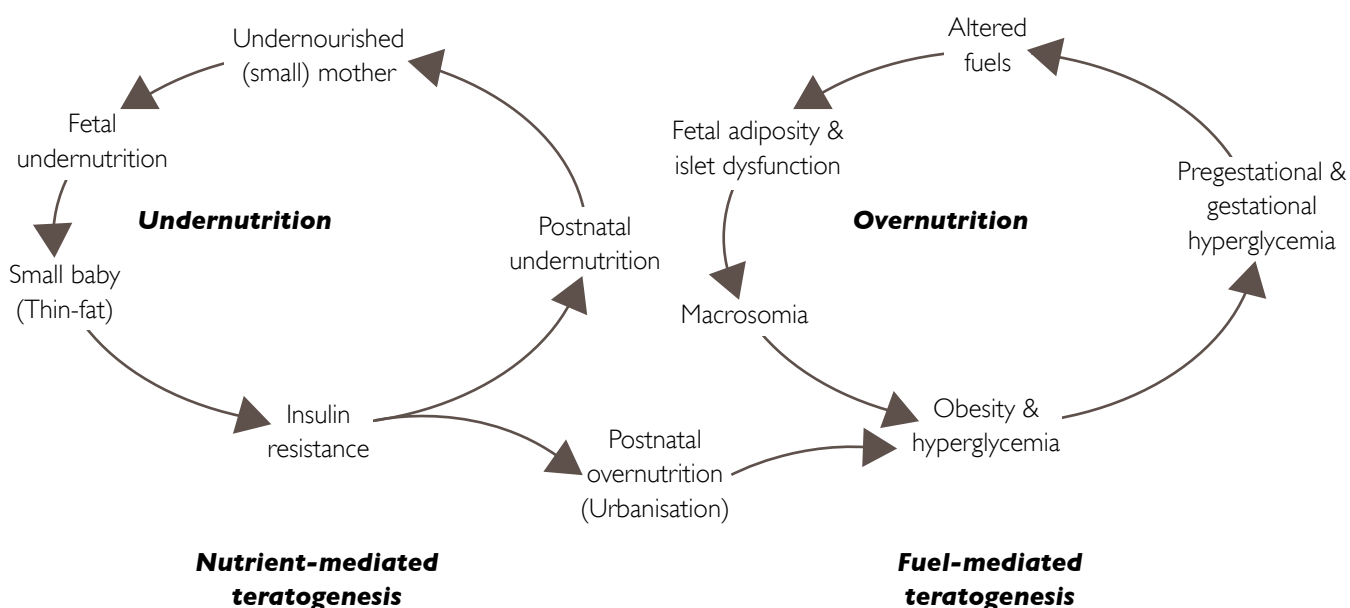 Undernourished
(small) mother
Fetal
undernutrition
Undernutrition
Small baby
(Thin-fat)
Insulin
resistance
Postnatal
undernutrition
Postnatal
overnutrition
(Urbanisation)
Nutrient-mediated
teratogenesis
Altered
fuels
Fetal adiposity &
islet dysfunction
Overnutrition
Macrosomia
Obesity &
hyperglycemia
Pregestational &
gestational
hyperglycemia
Fuel-mediated
teratogenesis